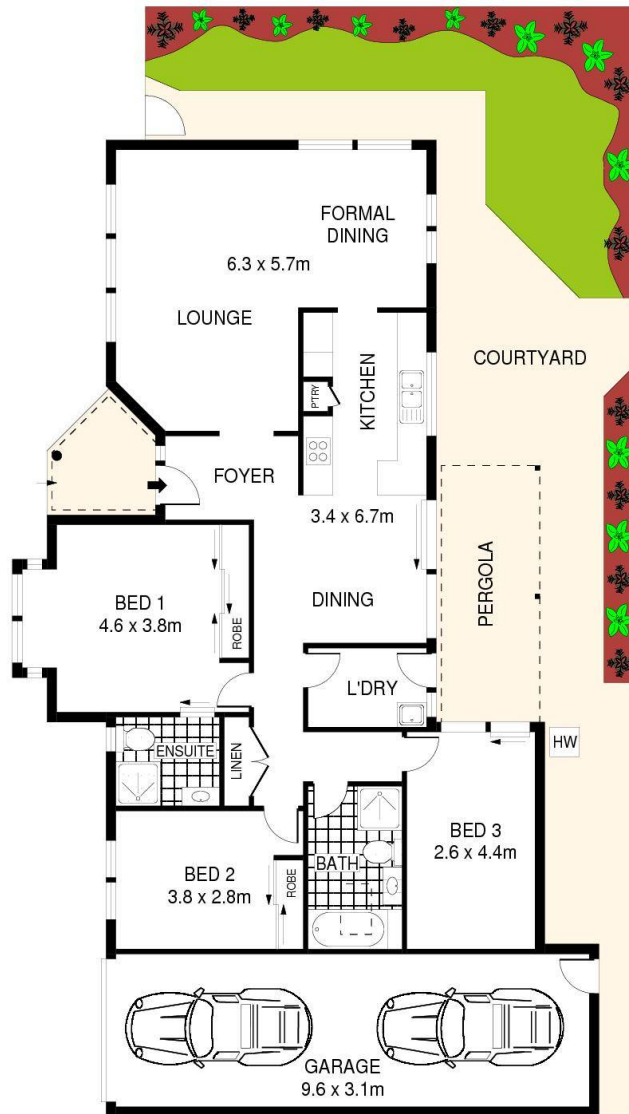 FORMAL
DINING
6.3 x 5.7m
LOUNGE
COURTYARD
KITCHEN
P'TRY
FOYER
3.4 x 6.7m
DINING
PERGOLA
BED 1
4.6 x 3.8m
ROBE
L'DRY
ENSUITE
LINEN
HW
BED 3
2.6 x 4.4m
BATH
BED 2
3.8 x 2.8m
ROBE
GARAGE
9.6 x 3.1m